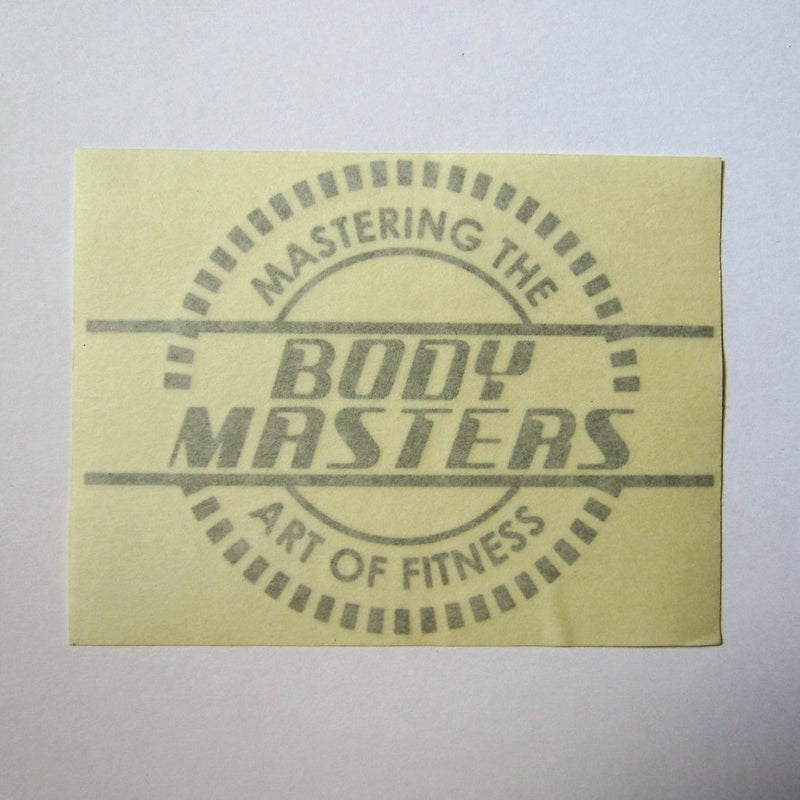 MASTERING THE
BODY
MASTERS
ART OF FITNESS